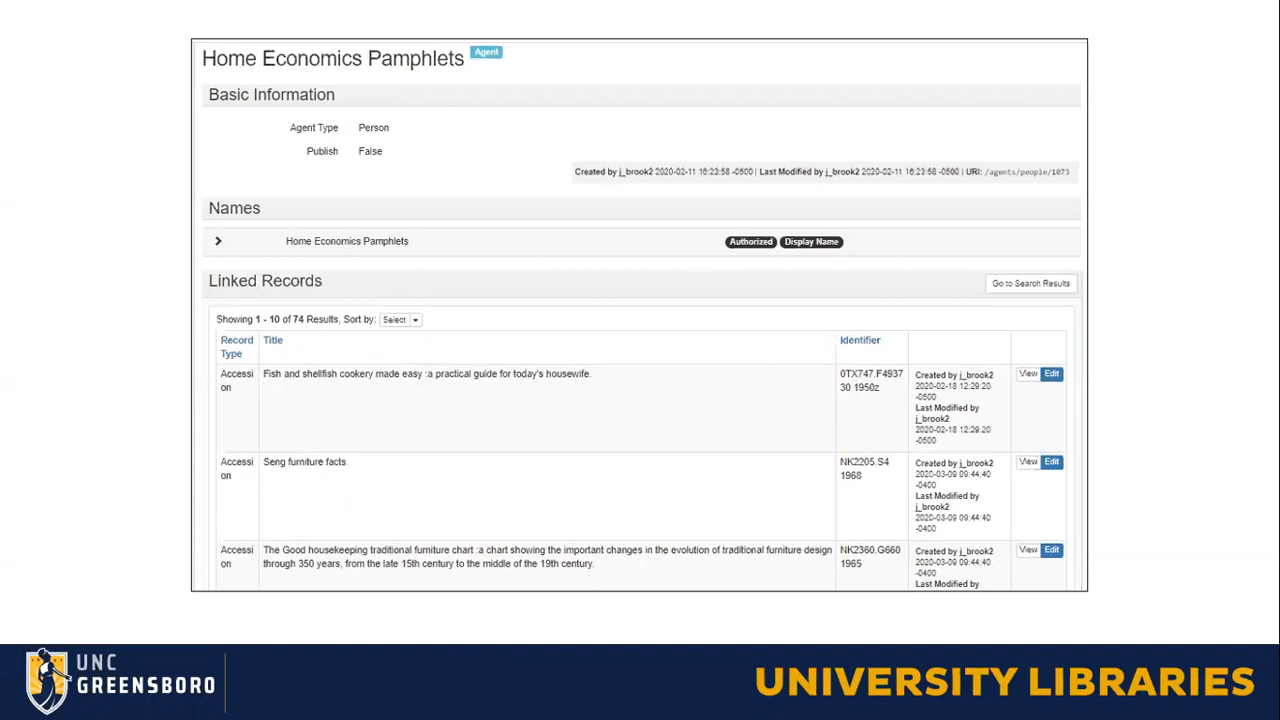 Home Economics Pamphlets Agent
Basic Information
Agent Type Person
Publish False
Created by j_brook2 2020-02-11 16:23:58 -0500 | Last Modified by j_brook2 2020-02-11 16:23:58 -0500 | URI: /agents/people/1073
Names
Home Economics Pamphlets Authorized Display Name
Linked Records
Go to Search Results
Showing 1 - 10 of 74 Results, Sort by: Select
Record
Type
Title
Identifier
Accessi
on
Fish and shellfish cookery made easy :a practical guide for today's housewife.
0TX747.F4937
30 1950z
Created by j_brook2
2020-02-18 12:29:20
-0500
Last Modified by
j_brook2
2020-02-18 12:29:20
-0500
View Edit
Accessi
on
Seng furniture facts.
NK2205.S4
1968
Created by j_brook2
2020-03-09 09:44:40
-0400
Last Modified by
j_brook2
2020-03-09 09:44:40
-0400
View Edit
Accessi
on
The Good housekeeping traditional furniture chart :a chart showing the important changes in the evolution of traditional furniture design
through 350 years, from the late 15th century to the middle of the 19th century.
NK2360.G660
1965
Created by j_brook2
2020-03-09 09:44:40
-0400
Last Modified by
View Edit
UNC
GREENSBORO
UNIVERSITY LIBRARIES